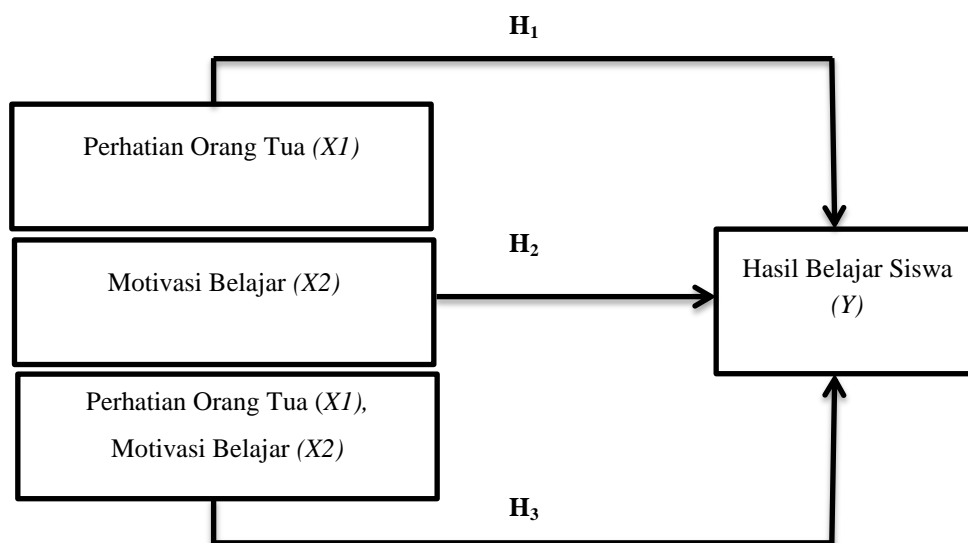 H₁
Perhatian Orang Tua (X1)
Motivasi Belajar (X2)
H₂
Hasil Belajar Siswa
(Y)
Perhatian Orang Tua (X1),
Motivasi Belajar (X2)
H₃